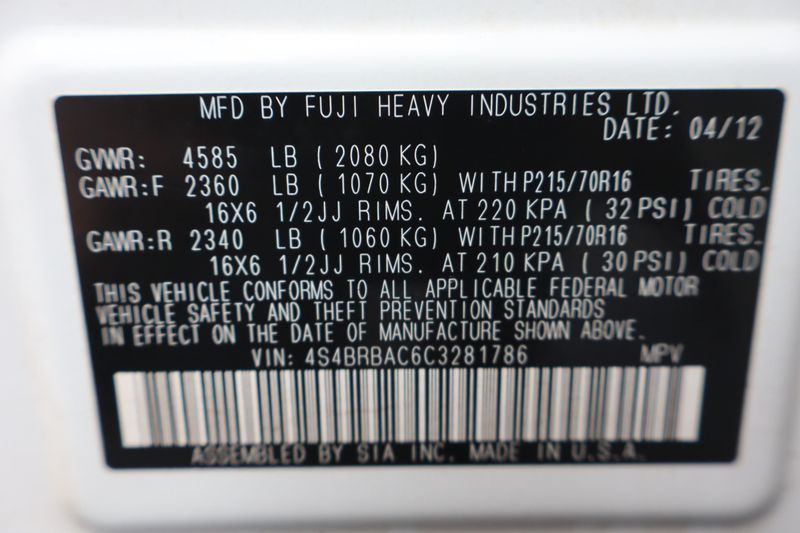 MFD BY FUJI HEAVY INDUSTRIES LTD.
DATE: 04/12
GVWR: 4585 LB ( 2080 KG)
GAWR:F 2360 LB ( 1070 KG) WITH P215/70R16 TIRES.
16X6 1/2JJ RIMS. AT 220 KPA ( 32 PSI) COLD
GAWR:R 2340 LB ( 1060 KG) WITH P215/70R16 TIRES.
16X6 1/2JJ RIMS. AT 210 KPA ( 30 PSI) COLD
THIS VEHICLE CONFORMS TO ALL APPLICABLE FEDERAL MOTOR
VEHICLE SAFETY AND THEFT PREVENTION STANDARDS
IN EFFECT ON THE DATE OF MANUFACTURE SHOWN ABOVE.
VIN: 4S4BRBAC6C3281786 MPV
ASSEMBLED BY SIA INC. MADE IN U.S.A.